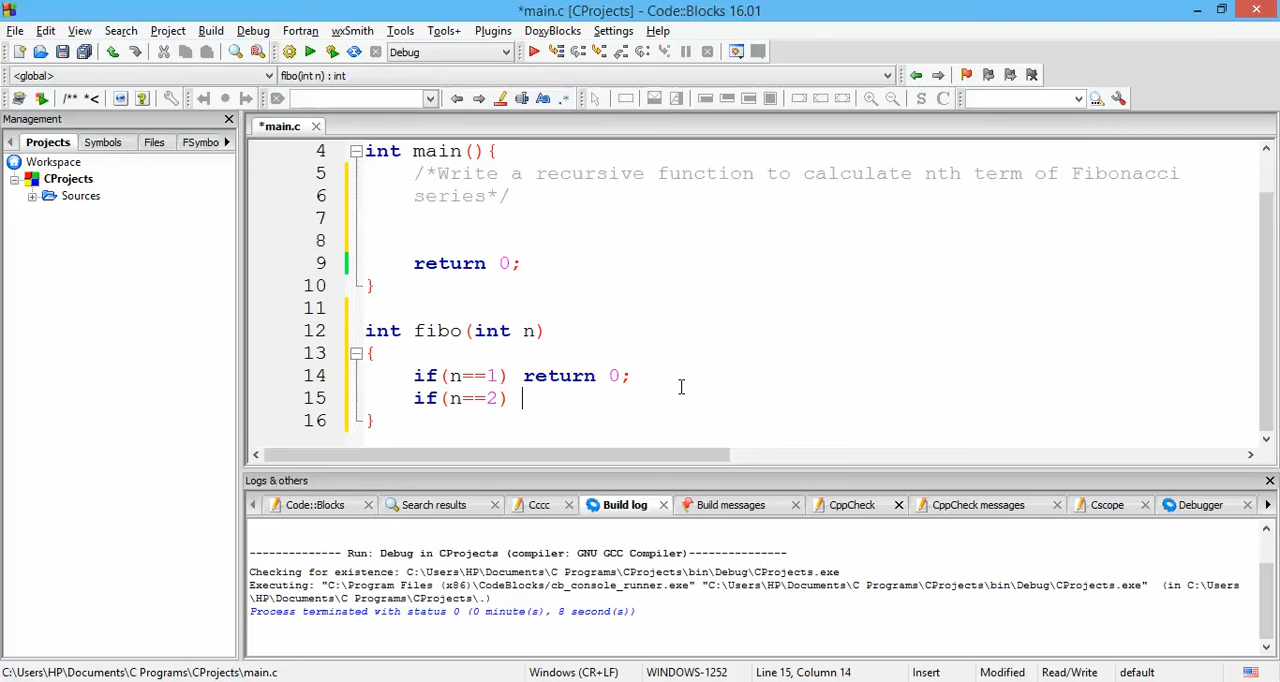 *main.c [CProjects] - Code::Blocks 16.01
File Edit View Search Project Build Debug Fortran wxSmith Tools Tools+ Plugins DoxyBlocks Settings Help
Debug
<global> fibo(int n) : int
/** *<
S C
Management
Projects Symbols Files FSymbo
Workspace
CProjects
Sources
*main.c
4 int main(){
5 /*Write a recursive function to calculate nth term of Fibonacci
6 series*/
7
8
9 return 0;
10 }
11
12 int fibo(int n)
13 {
14 if(n==1) return 0;
15 if(n==2)
16 }
Logs & others
Code::Blocks Search results Cccc Build log Build messages CppCheck CppCheck messages Cscope Debugger
-------------- Run: Debug in CProjects (compiler: GNU GCC Compiler)---------------
Checking for existence: C:\Users\HP\Documents\C Programs\CProjects\bin\Debug\CProjects.exe
Executing: "C:\Program Files (x86)\CodeBlocks/cb_console_runner.exe" "C:\Users\HP\Documents\C Programs\CProjects\bin\Debug\CProjects.exe"  (in C:\Users
\HP\Documents\C Programs\CProjects\.)
Process terminated with status 0 (0 minute(s), 8 second(s))
C:\Users\HP\Documents\C Programs\CProjects\main.c Windows (CR+LF) WINDOWS-1252 Line 15, Column 14 Insert Modified Read/Write default